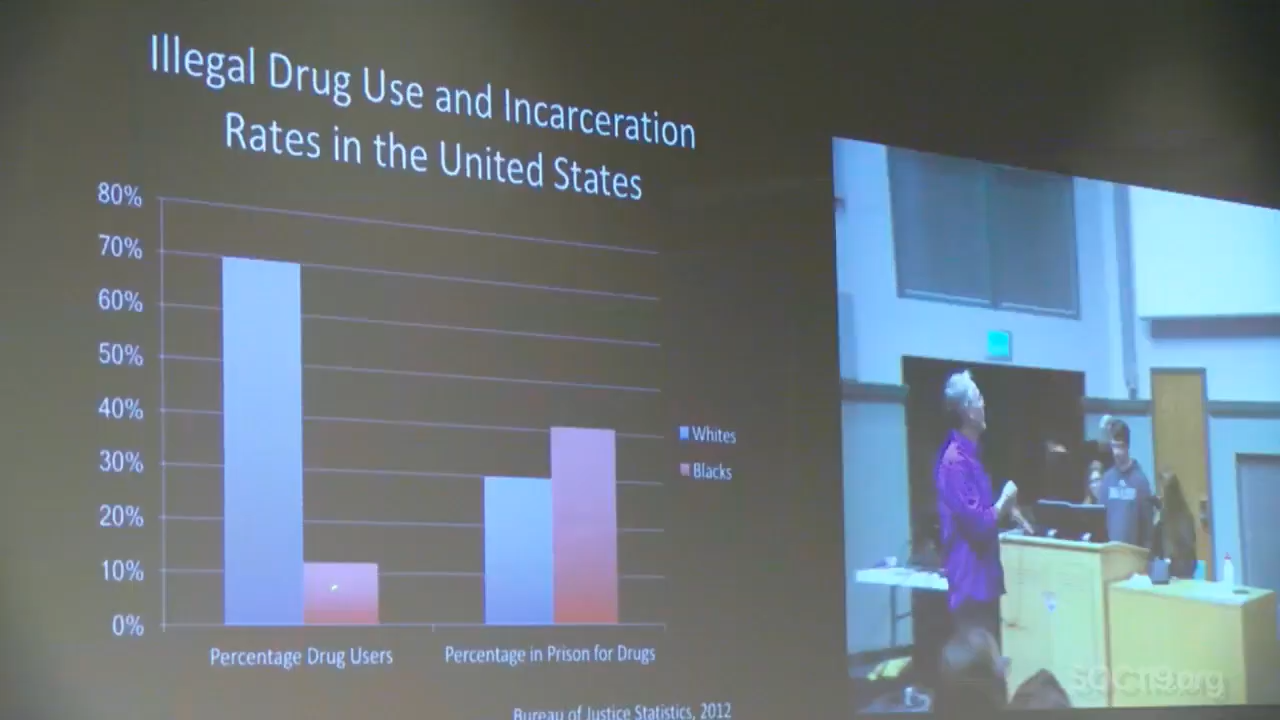 Illegal Drug Use and Incarceration
Rates in the United States
80%
70%
60%
50%
40%
30%
20%
10%
0%
Whites
Blacks
Percentage Drug Users
Percentage in Prison for Drugs
Bureau of Justice Statistics, 2012